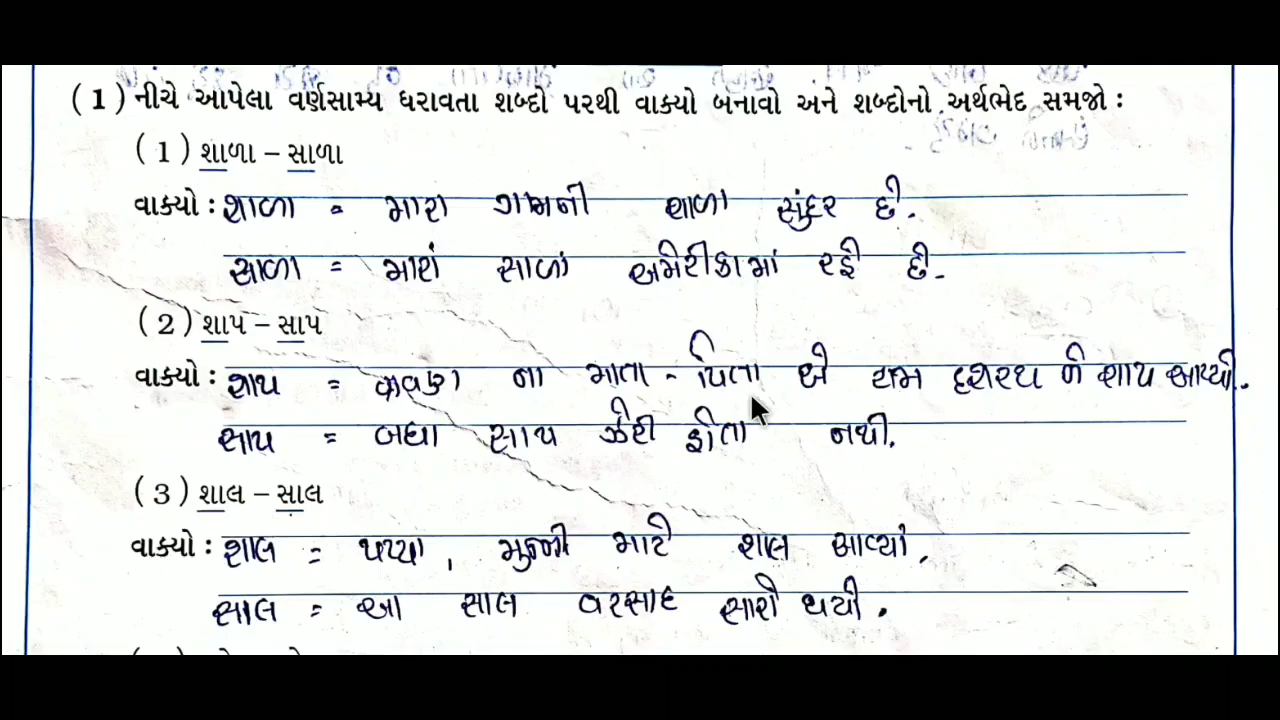 (1) નીચે આપેલા વર્ણસામ્ય ધરાવતા શબ્દો પરથી વાક્યો બનાવો અને શબ્દોનો અર્થભેદ સમજો :
(1) શાળા – સાળા
વાક્યો : શાળા = મારા ગામની શાળા સુંદર છે.
સાળા = મારાં સાળાં અમેરીકામાં રહે છે.
(2) શાપ – સાપ
વાક્યો : શાપ = શ્રવણ ના માતા - પિતા એ રામ દશરથ ને શાપ આપ્યો.
સાપ = બધા સાપ ઝેરી હોતા નથી.
(3) શાલ – સાલ
વાક્યો : શાલ = પપ્પા, મુન્ની માટે શાલ આવ્યાં.
સાલ = આ સાલ વરસાદ સારો થયો.